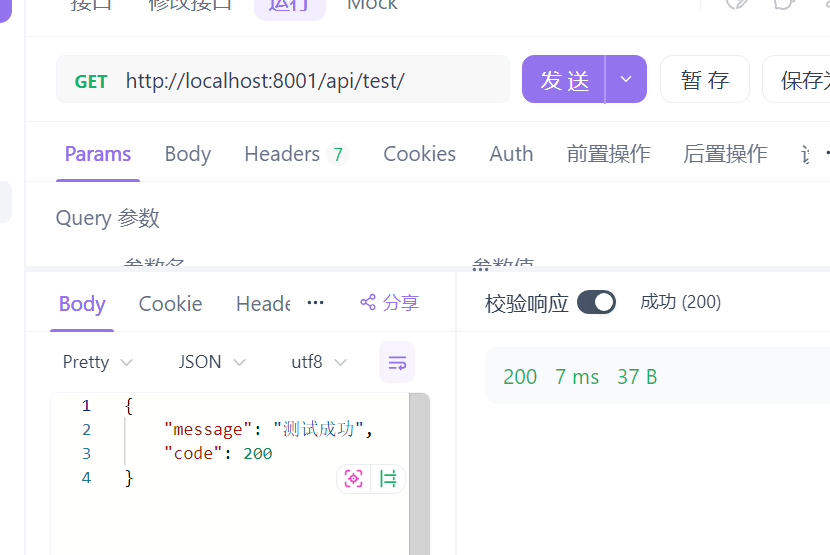 接口 修改接口 运行 Mock
GET http://localhost:8001/api/test/ 发送 暂存 保存为
Params Body Headers 7 Cookies Auth 前置操作 后置操作
Query 参数
参数名 参数值
Body Cookie Heade ··· 分享
校验响应 成功 (200)
Pretty JSON utf8
200 7 ms 37 B
1 {
2 "message": "测试成功",
3 "code": 200
4 }